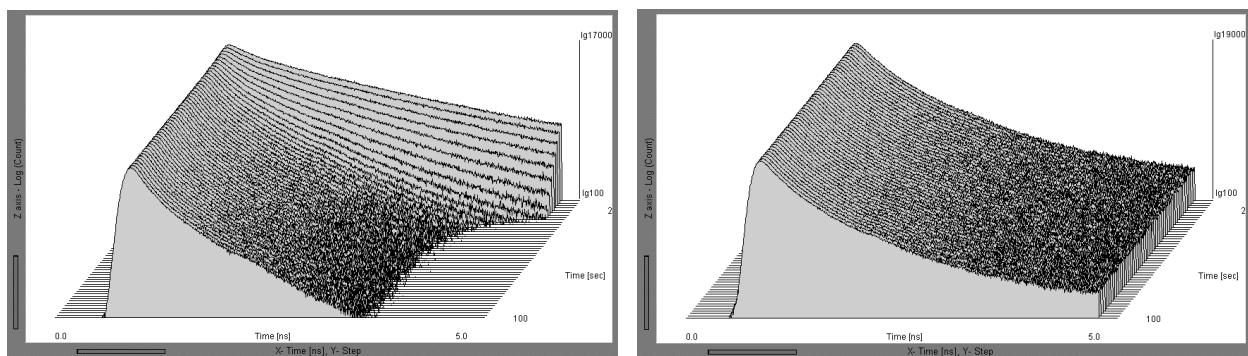 lg17000
Z axis - Log (Count)
lg100
2
Time [sec]
100
0.0
Time [ns]
5.0
X- Time [ns], Y- Step
lg19000
Z axis - Log (Count)
lg100
2
Time [sec]
100
0.0
Time [ns]
5.0
X- Time [ns], Y- Step